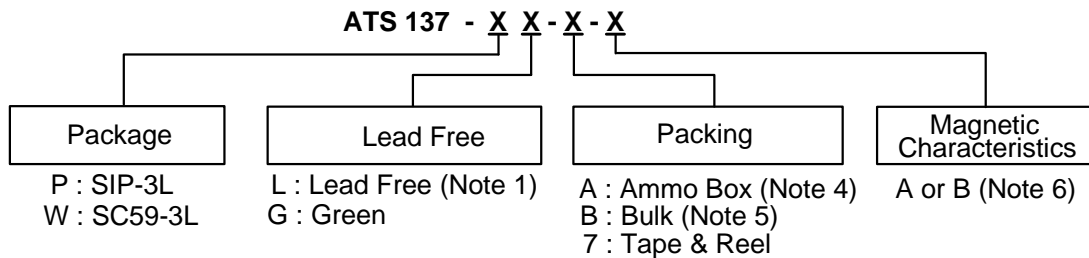 ATS 137 - X X - X - X
Package
Lead Free
Packing
Magnetic
Characteristics
P : SIP-3L
W : SC59-3L
L : Lead Free (Note 1)
G : Green
A : Ammo Box (Note 4)
B : Bulk (Note 5)
7 : Tape & Reel
A or B (Note 6)